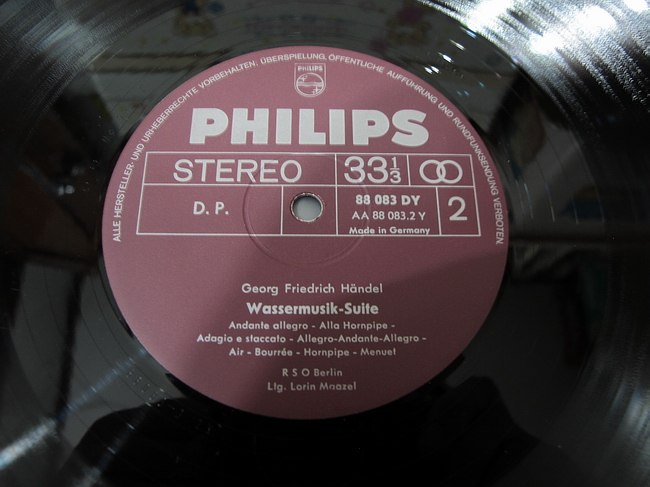 ALLE HERSTELLER- UND URHEBERRECHTE VORBEHALTEN, ÜBERSPIELUNG, ÖFFENTLICHE AUFFÜHRUNG UND RUNDFUNKSENDUNG VERBOTEN
PHILIPS
PHILIPS
STEREO 33 1/3
D. P. 88 083 DY 2
AA 88 083.2 Y
Made in Germany
Georg Friedrich Händel
Wassermusik-Suite
Andante allegro - Alla Hornpipe -
Adagio e staccato - Allegro-Andante-Allegro -
Air - Bourrée - Hornpipe - Menuet
R S O Berlin
Ltg. Lorin Maazel